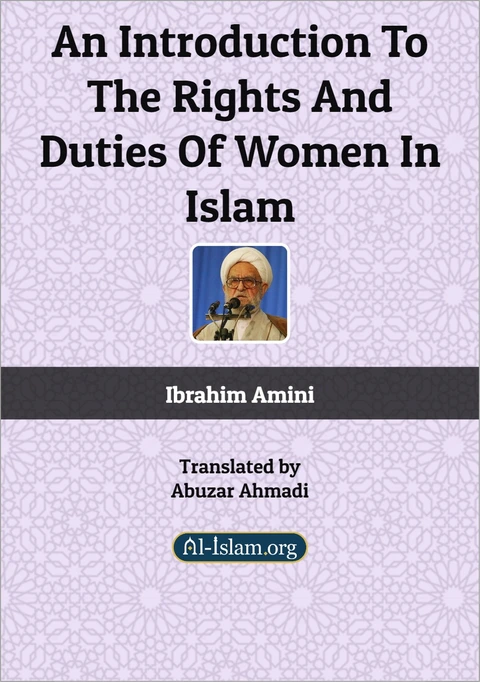 An Introduction To
The Rights And
Duties Of Women In
Islam
Ibrahim Amini
Translated by
Abuzar Ahmadi
Al-Islam.org